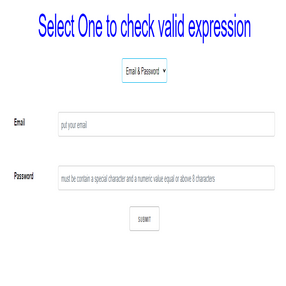 Select One to check valid expression
Email & Password
Email
put your email
Password
must be contain a special character and a numeric value equal or above 8 characters
SUBMIT